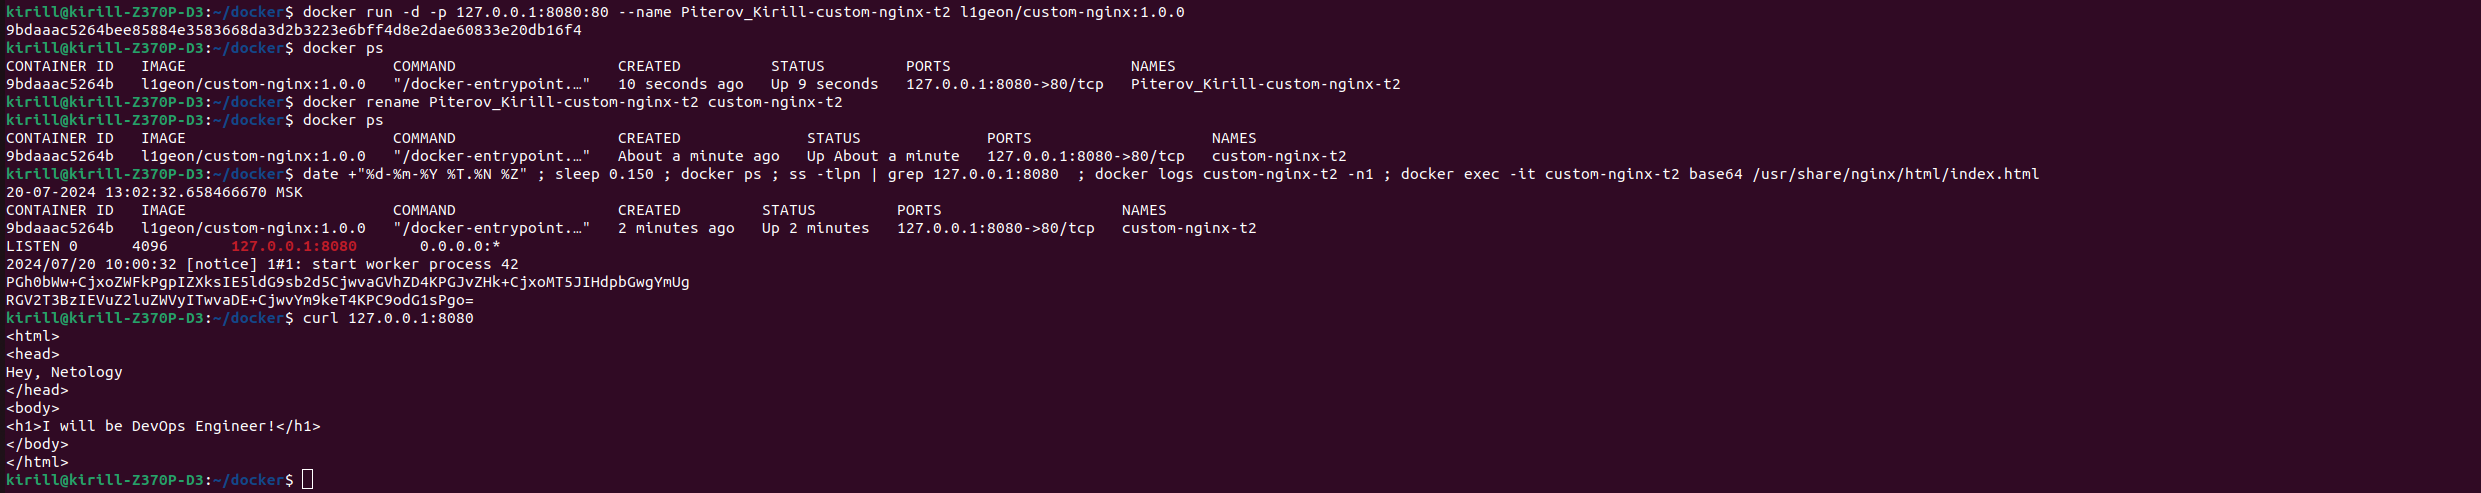 kirill@kirill-Z370P-D3:~/docker$ docker run -d -p 127.0.0.1:8080:80 --name Piterov_Kirill-custom-nginx-t2 l1geon/custom-nginx:1.0.0
9bdaaac5264bee85884e3583668da3d2b3223e6bff4d8e2dae60833e20db16f4
kirill@kirill-Z370P-D3:~/docker$ docker ps
CONTAINER ID   IMAGE                       COMMAND                  CREATED          STATUS         PORTS                    NAMES
9bdaaac5264b   l1geon/custom-nginx:1.0.0   "/docker-entrypoint.…"   10 seconds ago   Up 9 seconds   127.0.0.1:8080->80/tcp   Piterov_Kirill-custom-nginx-t2
kirill@kirill-Z370P-D3:~/docker$ docker rename Piterov_Kirill-custom-nginx-t2 custom-nginx-t2
kirill@kirill-Z370P-D3:~/docker$ docker ps
CONTAINER ID   IMAGE                       COMMAND                  CREATED              STATUS              PORTS                    NAMES
9bdaaac5264b   l1geon/custom-nginx:1.0.0   "/docker-entrypoint.…"   About a minute ago   Up About a minute   127.0.0.1:8080->80/tcp   custom-nginx-t2
kirill@kirill-Z370P-D3:~/docker$ date +"%d-%m-%Y %T.%N %Z" ; sleep 0.150 ; docker ps ; ss -tlpn | grep 127.0.0.1:8080  ; docker logs custom-nginx-t2 -n1 ; docker exec -it custom-nginx-t2 base64 /usr/share/nginx/html/index.html
20-07-2024 13:02:32.658466670 MSK
CONTAINER ID   IMAGE                       COMMAND                  CREATED         STATUS         PORTS                    NAMES
9bdaaac5264b   l1geon/custom-nginx:1.0.0   "/docker-entrypoint.…"   2 minutes ago   Up 2 minutes   127.0.0.1:8080->80/tcp   custom-nginx-t2
LISTEN 0      4096       127.0.0.1:8080       0.0.0.0:*
2024/07/20 10:00:32 [notice] 1#1: start worker process 42
PGh0bWw+CjxoZWFkPgpIZXksIE5ldG9sb2d5CjwvaGVhZD4KPGJvZHk+CjxoMT5JIHdpbGwgYmUg
RGV2T3BzIEVuZ2luZWVyITwvaDE+CjwvYm9keT4KPC9odG1sPgo=
kirill@kirill-Z370P-D3:~/docker$ curl 127.0.0.1:8080
<html>
<head>
Hey, Netology
</head>
<body>
<h1>I will be DevOps Engineer!</h1>
</body>
</html>
kirill@kirill-Z370P-D3:~/docker$